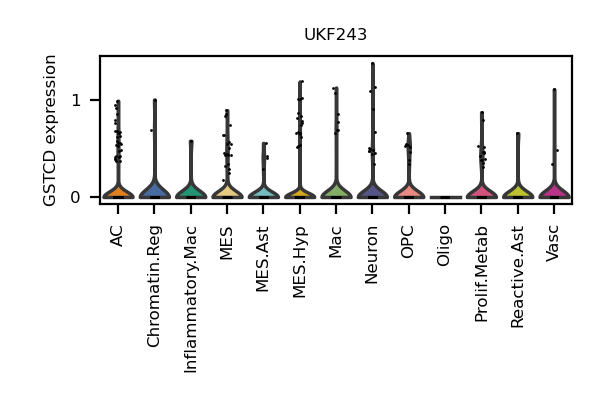 UKF243
GSTCD expression
1
0
AC
Chromatin.Reg
Inflammatory.Mac
MES
MES.Ast
MES.Hyp
Mac
Neuron
OPC
Oligo
Prolif.Metab
Reactive.Ast
Vasc